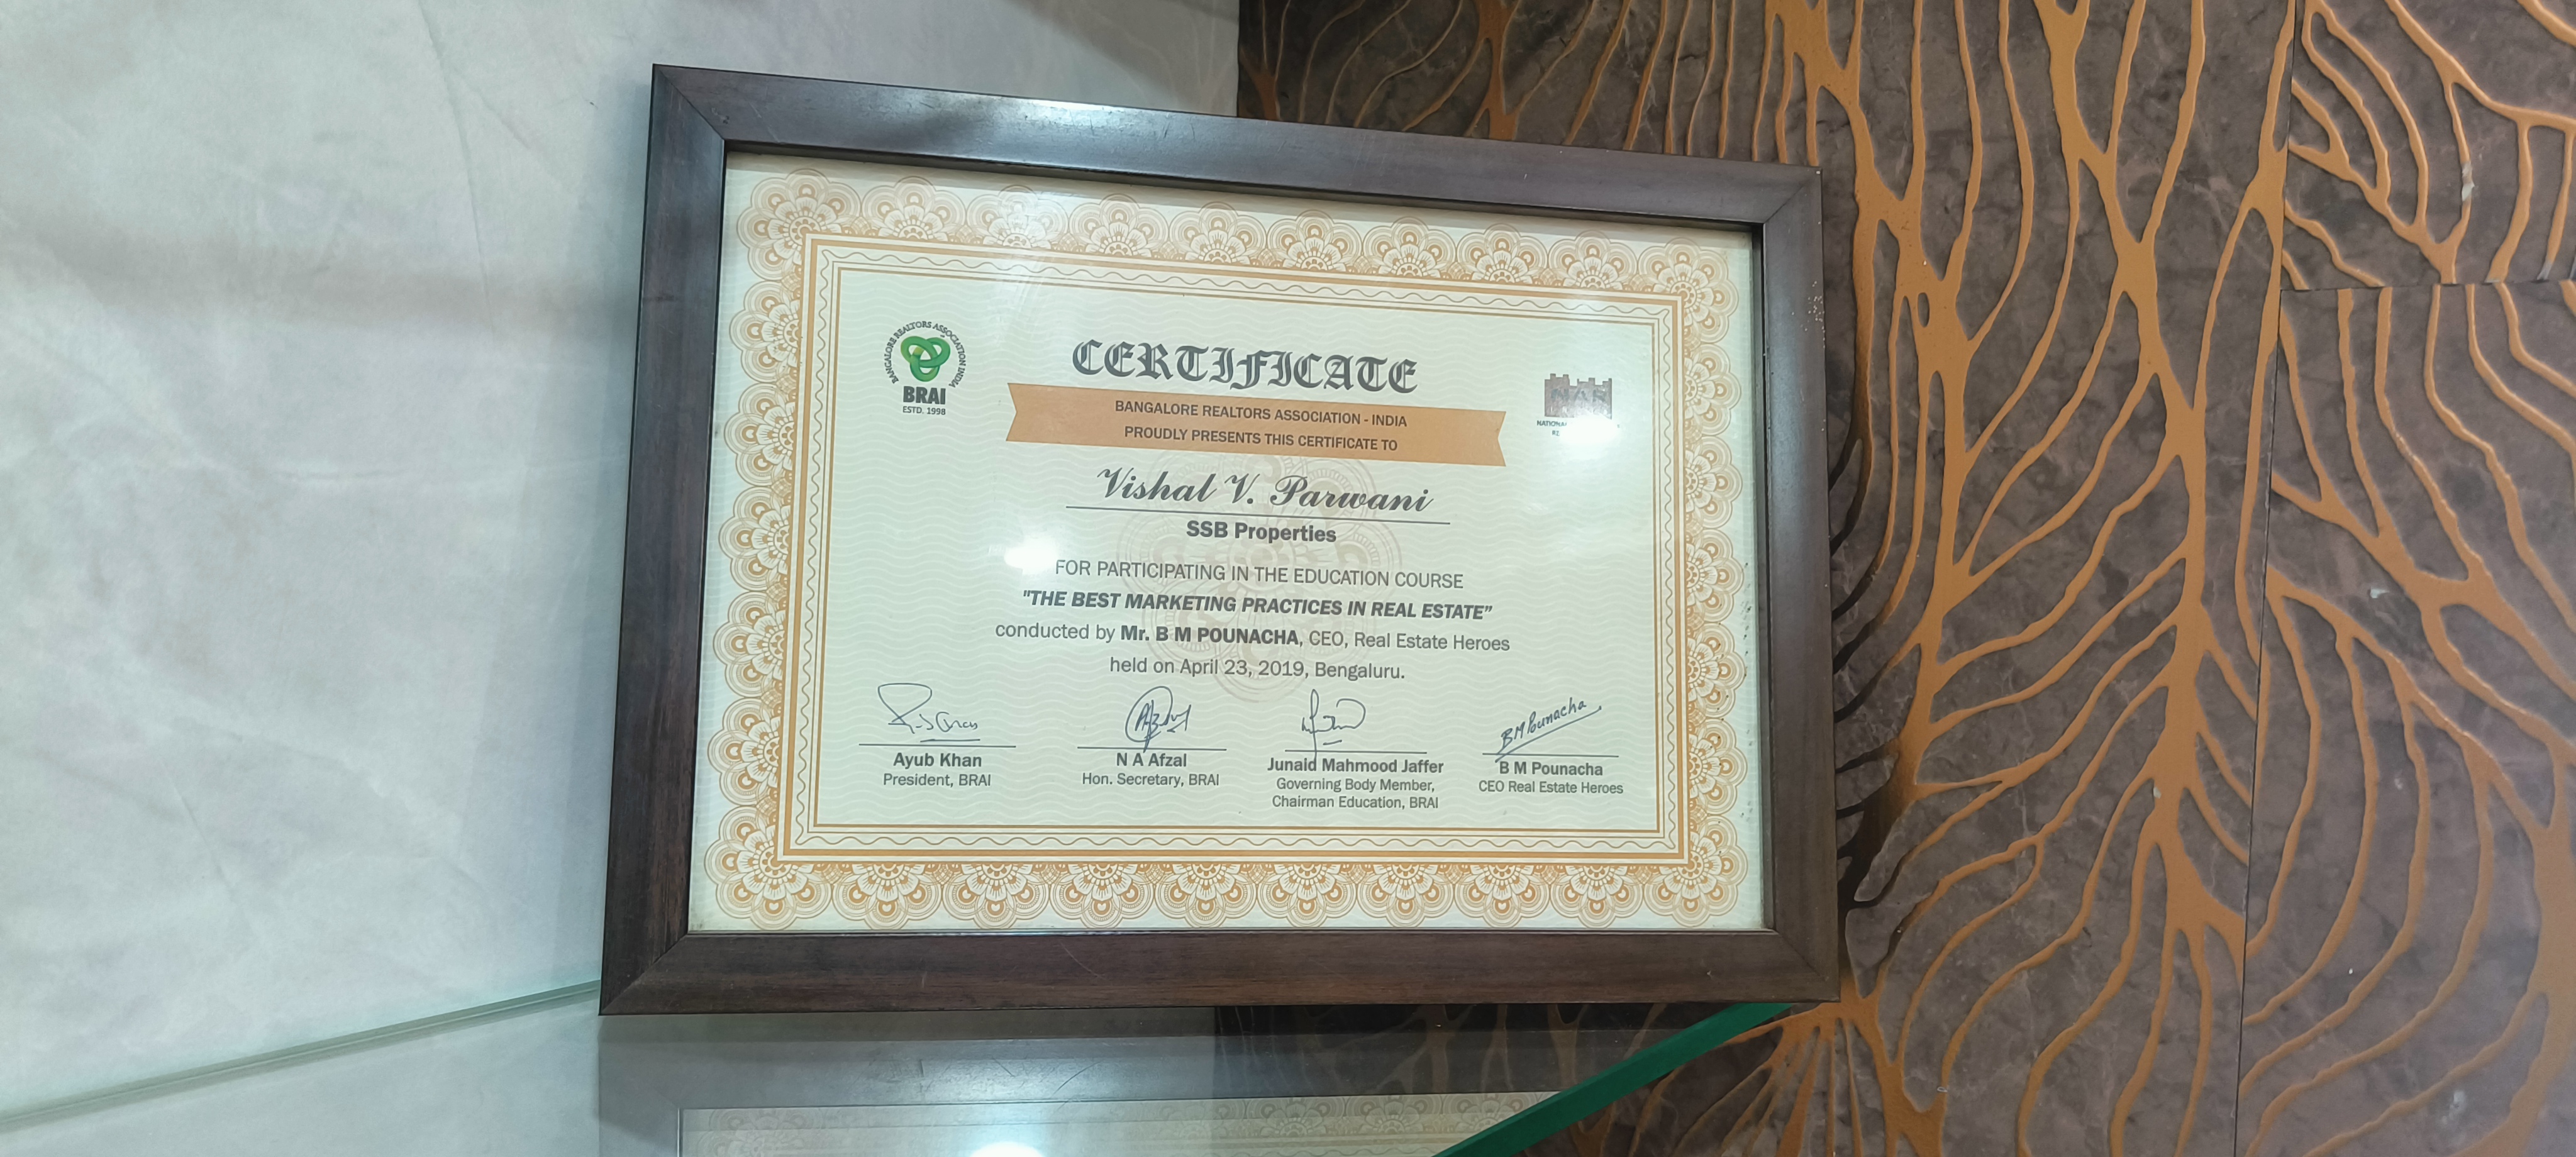 BANGALORE REALTORS ASSOCIATION INDIA
BRAI
ESTD. 1998
NAR
CERTIFICATE
BANGALORE REALTORS ASSOCIATION - INDIA
PROUDLY PRESENTS THIS CERTIFICATE TO
Vishal V. Parwani
SSB Properties
FOR PARTICIPATING IN THE EDUCATION COURSE
"THE BEST MARKETING PRACTICES IN REAL ESTATE"
conducted by Mr. B M POUNACHA, CEO, Real Estate Heroes
held on April 23, 2019, Bengaluru.
BM Pounacha
Ayub Khan
President, BRAI
N A Afzal
Hon. Secretary, BRAI
Junaid Mahmood Jaffer
Governing Body Member,
Chairman Education, BRAI
B M Pounacha
CEO Real Estate Heroes